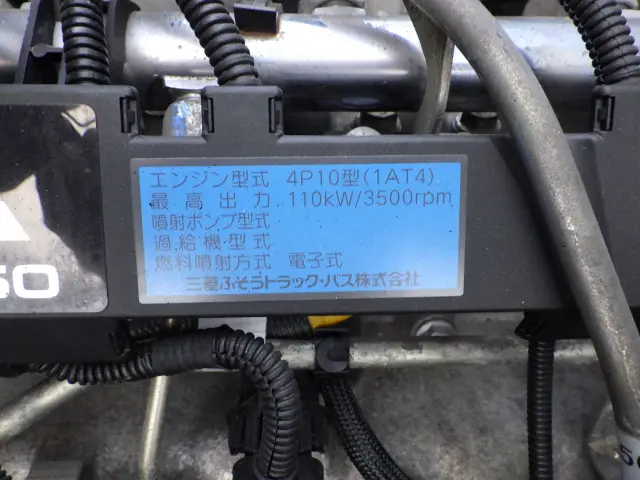 エンジン型式 4P10型(1AT4)
最高出力 110kW/3500rpm
噴射ポンプ型式
過給機型式
燃料噴射方式 電子式
三菱ふそうトラック・バス株式会社
50